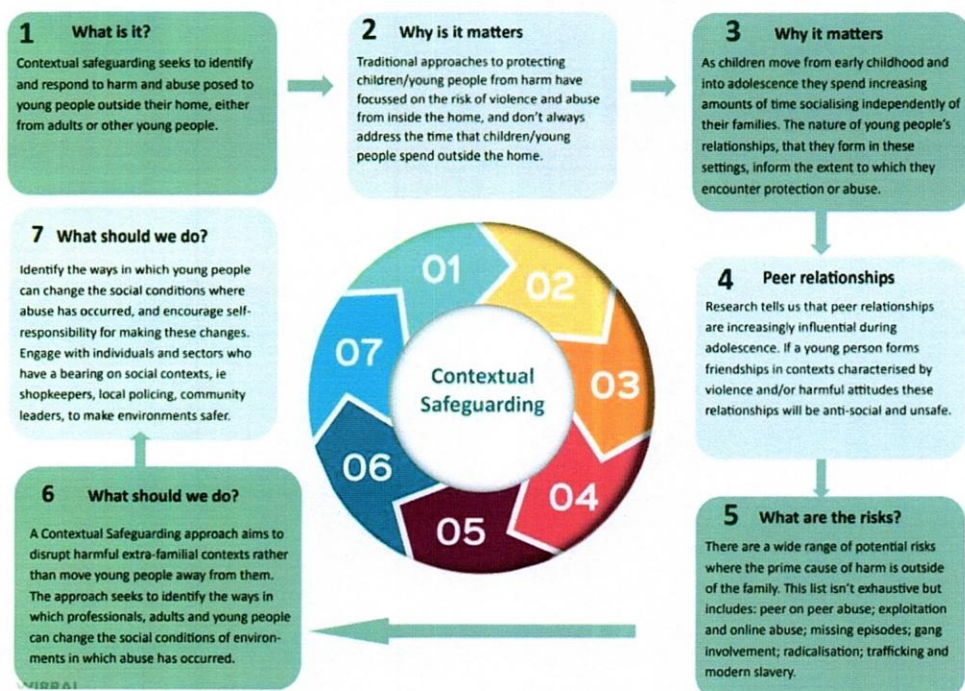 1 What is it?
Contextual safeguarding seeks to identify
and respond to harm and abuse posed to
young people outside their home, either
from adults or other young people.
2 Why is it matters
Traditional approaches to protecting
children/young people from harm have
focussed on the risk of violence and abuse
from inside the home, and don't always
address the time that children/young
people spend outside the home.
3 Why it matters
As children move from early childhood and
into adolescence they spend increasing
amounts of time socialising independently of
their families. The nature of young people's
relationships, that they form in these
settings, inform the extent to which they
encounter protection or abuse.
4 Peer relationships
Research tells us that peer relationships
are increasingly influential during
adolescence. If a young person forms
friendships in contexts characterised by
violence and/or harmful attitudes these
relationships will be anti-social and unsafe.
5 What are the risks?
There are a wide range of potential risks
where the prime cause of harm is outside
of the family. This list isn't exhaustive but
includes: peer on peer abuse; exploitation
and online abuse; missing episodes; gang
involvement; radicalisation; trafficking and
modern slavery.
6 What should we do?
A Contextual Safeguarding approach aims to
disrupt harmful extra-familial contexts rather
than move young people away from them.
The approach seeks to identify the ways in
which professionals, adults and young people
can change the social conditions of environ-
ments in which abuse has occurred.
7 What should we do?
Identify the ways in which young people
can change the social conditions where
abuse has occurred, and encourage self-
responsibility for making these changes.
Engage with individuals and sectors who
have a bearing on social contexts, ie
shopkeepers, local policing, community
leaders, to make environments safer.
01
02
03
04
05
06
07
Contextual
Safeguarding
WIRRAL